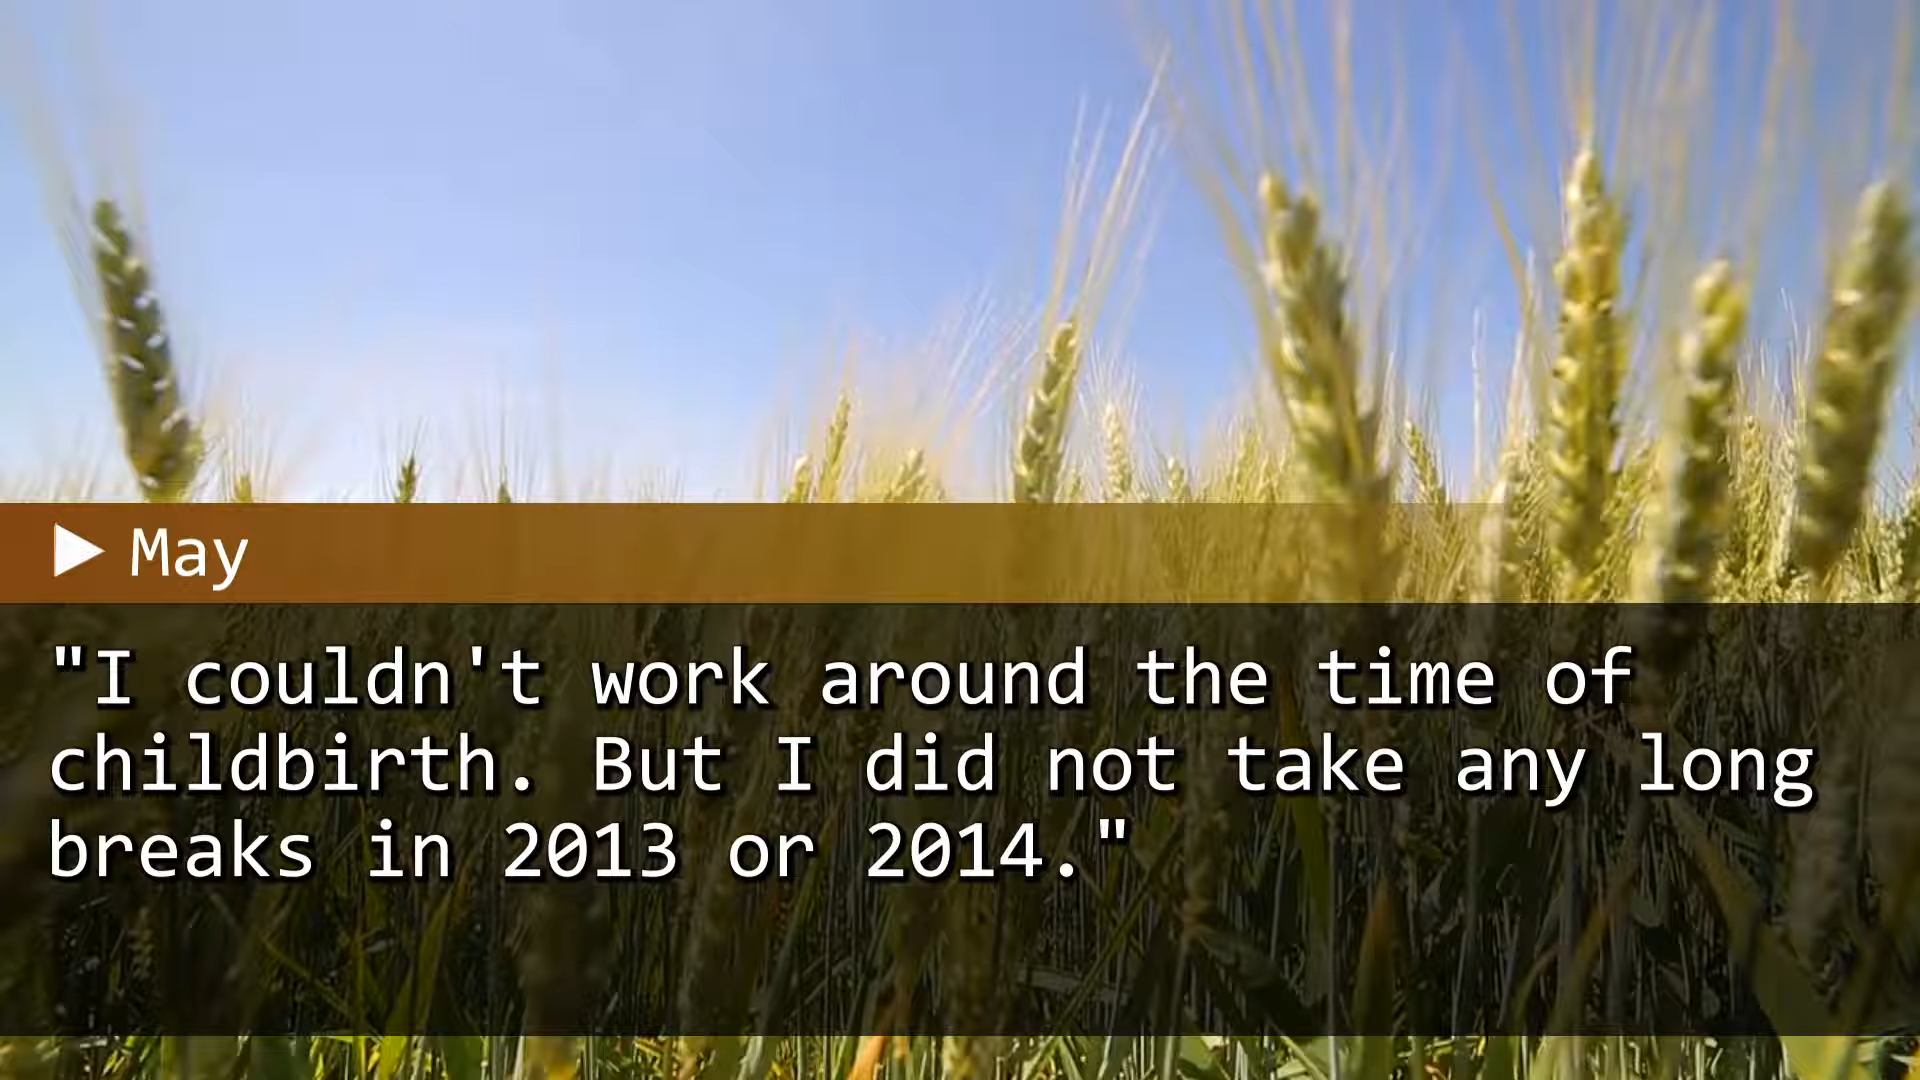 May
"I couldn't work around the time of
childbirth. But I did not take any long
breaks in 2013 or 2014."